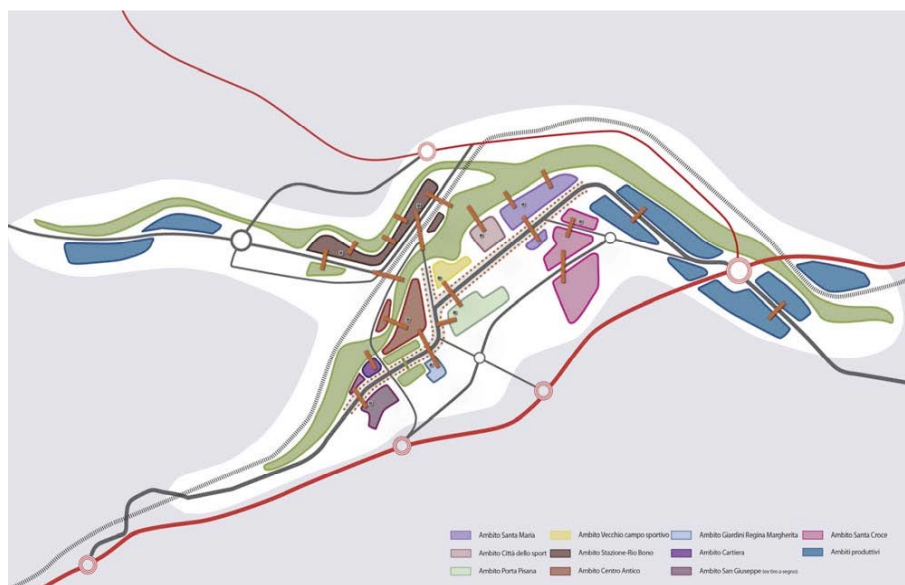 Ambito Santa Maria
Ambito Vecchio campo sportivo
Ambito Giardini Regina Margherita
Ambito Santa Croce
Ambito Città dello sport
Ambito Stazione-Rio Bono
Ambito Cartiera
Ambiti produttivi
Ambito Porta Pisana
Ambito Centro Antico
Ambito San Giuseppe